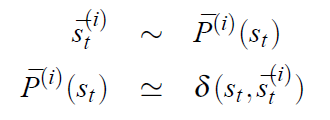 s̄_t^{(i)} ∼ P̄^{(i)}(s_t)
P̄^{(i)}(s_t) ≃ δ(s_t, s̄_t^{(i)})